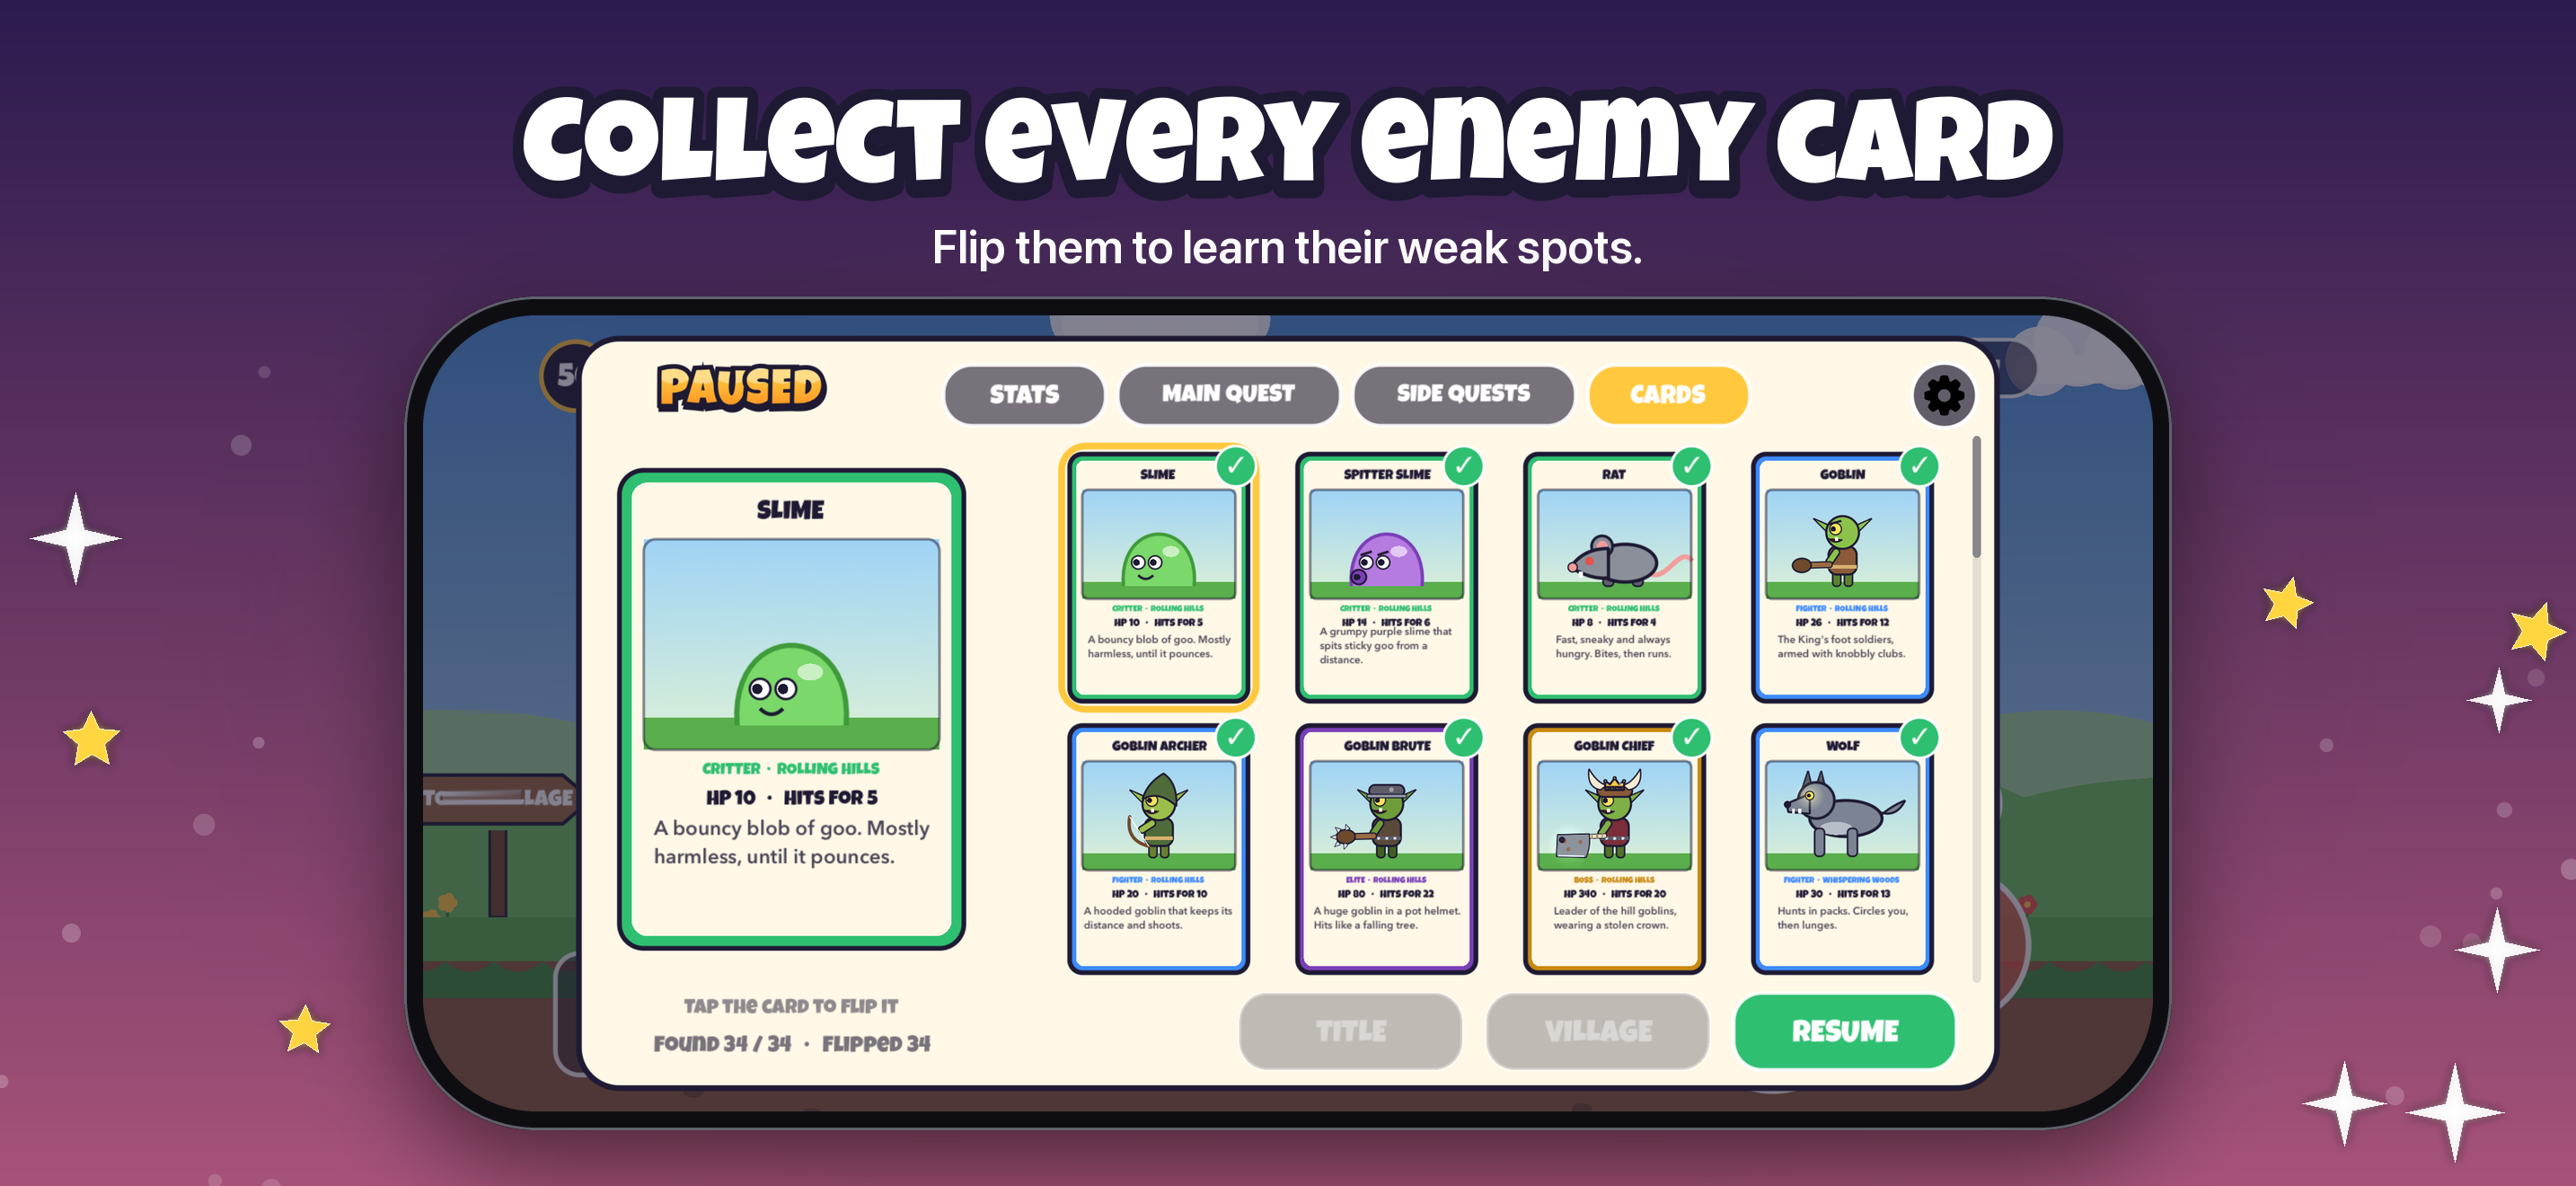 COLLECT EVERY ENEMY CARD
Flip them to learn their weak spots.
PAUSED
STATS
MAIN QUEST
SIDE QUESTS
CARDS
SLIME
CRITTER · ROLLING HILLS
HP 10 · HITS FOR 5
A bouncy blob of goo. Mostly
harmless, until it pounces.
TAP THE CARD TO FLIP IT
FOUND 34 / 34 · FLIPPED 34
SLIME
CRITTER · ROLLING HILLS
HP 10 · HITS FOR 5
A bouncy blob of goo. Mostly
harmless, until it pounces.
SPITTER SLIME
CRITTER · ROLLING HILLS
HP 14 · HITS FOR 6
A grumpy purple slime that
spits sticky goo from a
distance.
RAT
CRITTER · ROLLING HILLS
HP 8 · HITS FOR 4
Fast, sneaky and always
hungry. Bites, then runs.
GOBLIN
FIGHTER · ROLLING HILLS
HP 26 · HITS FOR 12
The King's foot soldiers,
armed with knobbly clubs.
GOBLIN ARCHER
FIGHTER · ROLLING HILLS
HP 20 · HITS FOR 10
A hooded goblin that keeps its
distance and shoots.
GOBLIN BRUTE
ELITE · ROLLING HILLS
HP 80 · HITS FOR 22
A huge goblin in a pot helmet.
Hits like a falling tree.
GOBLIN CHIEF
BOSS · ROLLING HILLS
HP 340 · HITS FOR 20
Leader of the hill goblins,
wearing a stolen crown.
WOLF
FIGHTER · WHISPERING WOODS
HP 30 · HITS FOR 13
Hunts in packs. Circles you,
then lunges.
TITLE
VILLAGE
RESUME